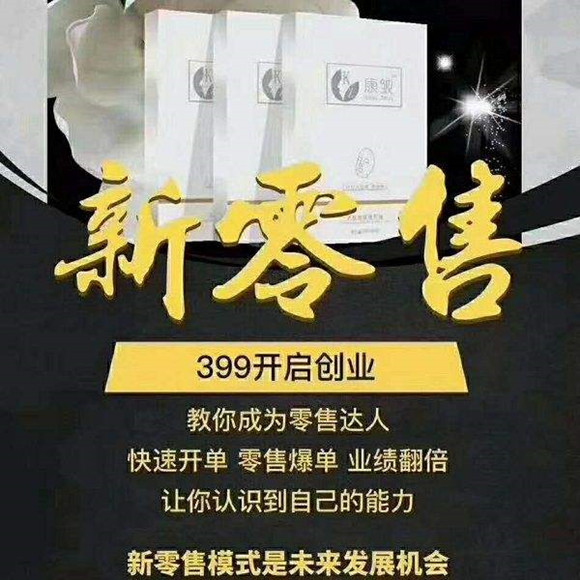 康皱
新零售
399开启创业
教你成为零售达人
快速开单 零售爆单 业绩翻倍
让你认识到自己的能力
新零售模式是未来发展机会